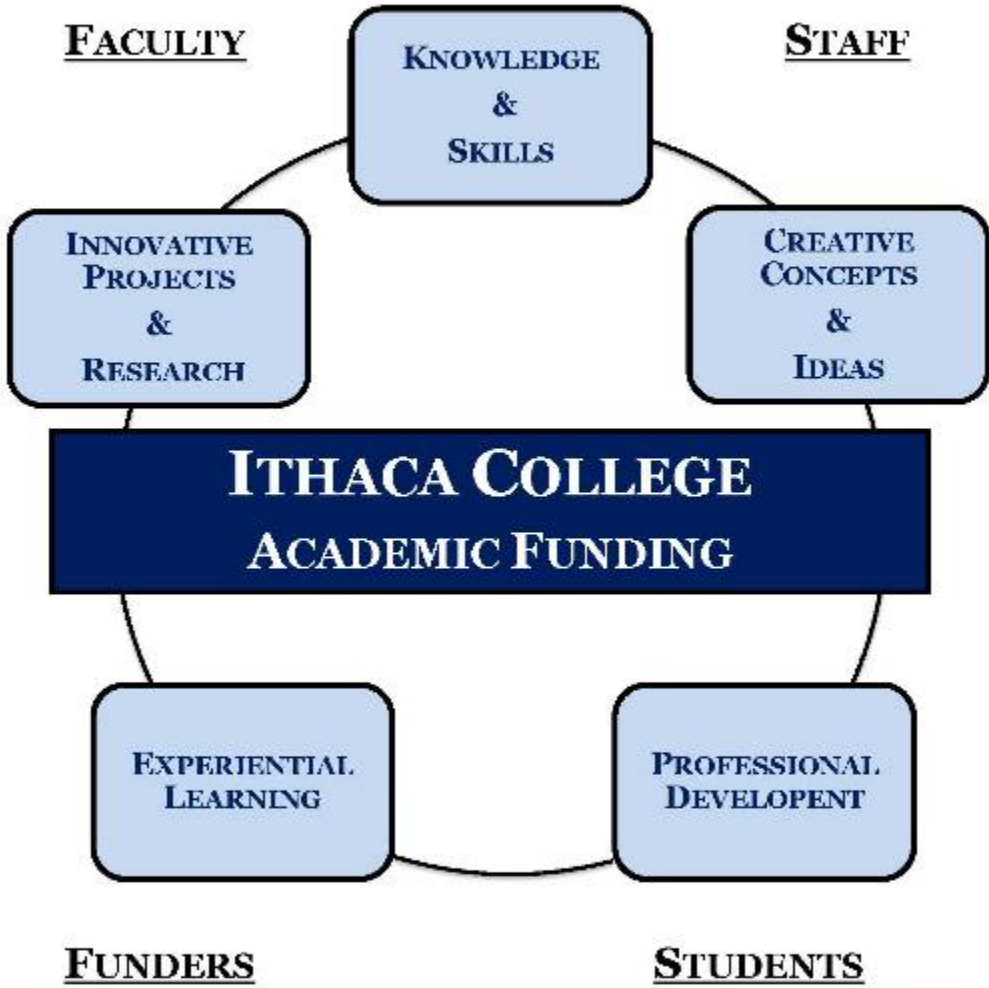 FACULTY
STAFF
KNOWLEDGE
&
SKILLS
INNOVATIVE
PROJECTS
&
RESEARCH
CREATIVE
CONCEPTS
&
IDEAS
ITHACA COLLEGE
ACADEMIC FUNDING
EXPERIENTIAL
LEARNING
PROFESSIONAL
DEVELOPENT
FUNDERS
STUDENTS